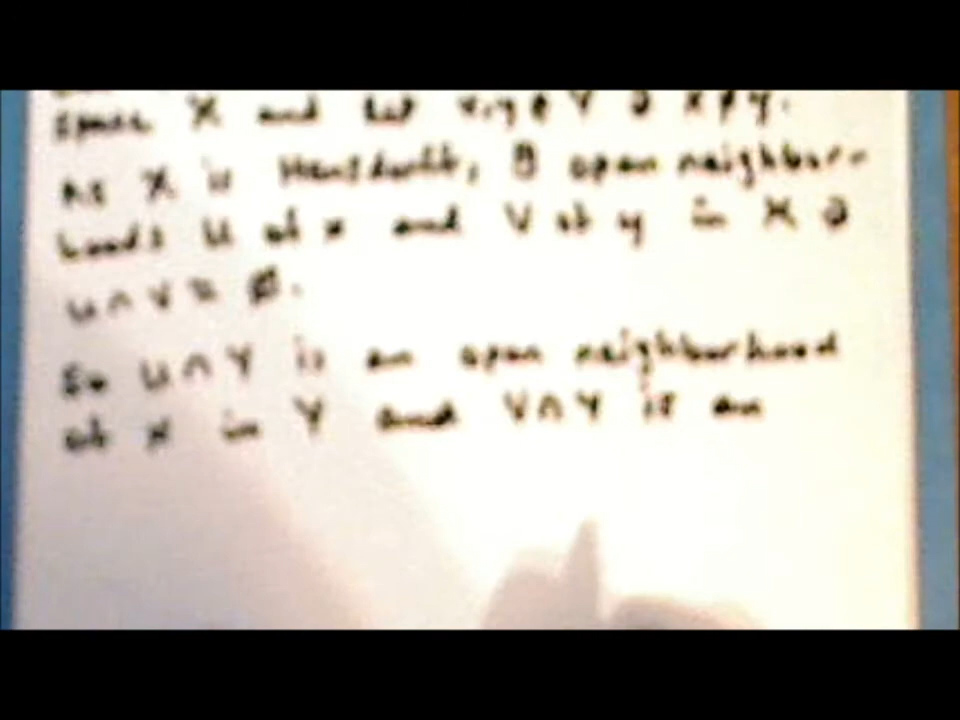 space X and let x,y ∈ Y ∋ x ≠ y.
As X is Hausdorff, ∃ open neighbor-
hoods U of x and V of y in X ∋
U ∩ V = ∅.
So U ∩ Y is an open neighborhood
of x in Y and V ∩ Y is an